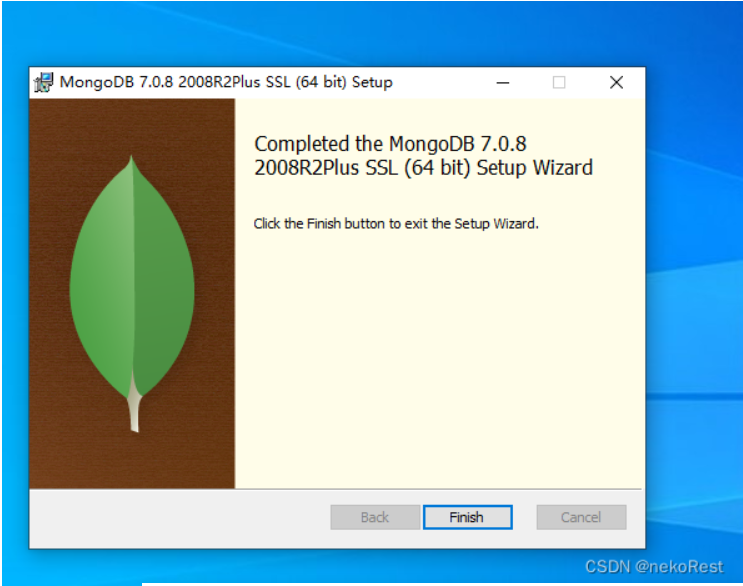 MongoDB 7.0.8 2008R2Plus SSL (64 bit) Setup
Completed the MongoDB 7.0.8
2008R2Plus SSL (64 bit) Setup Wizard
Click the Finish button to exit the Setup Wizard.
Back Finish Cancel
CSDN @nekoRest